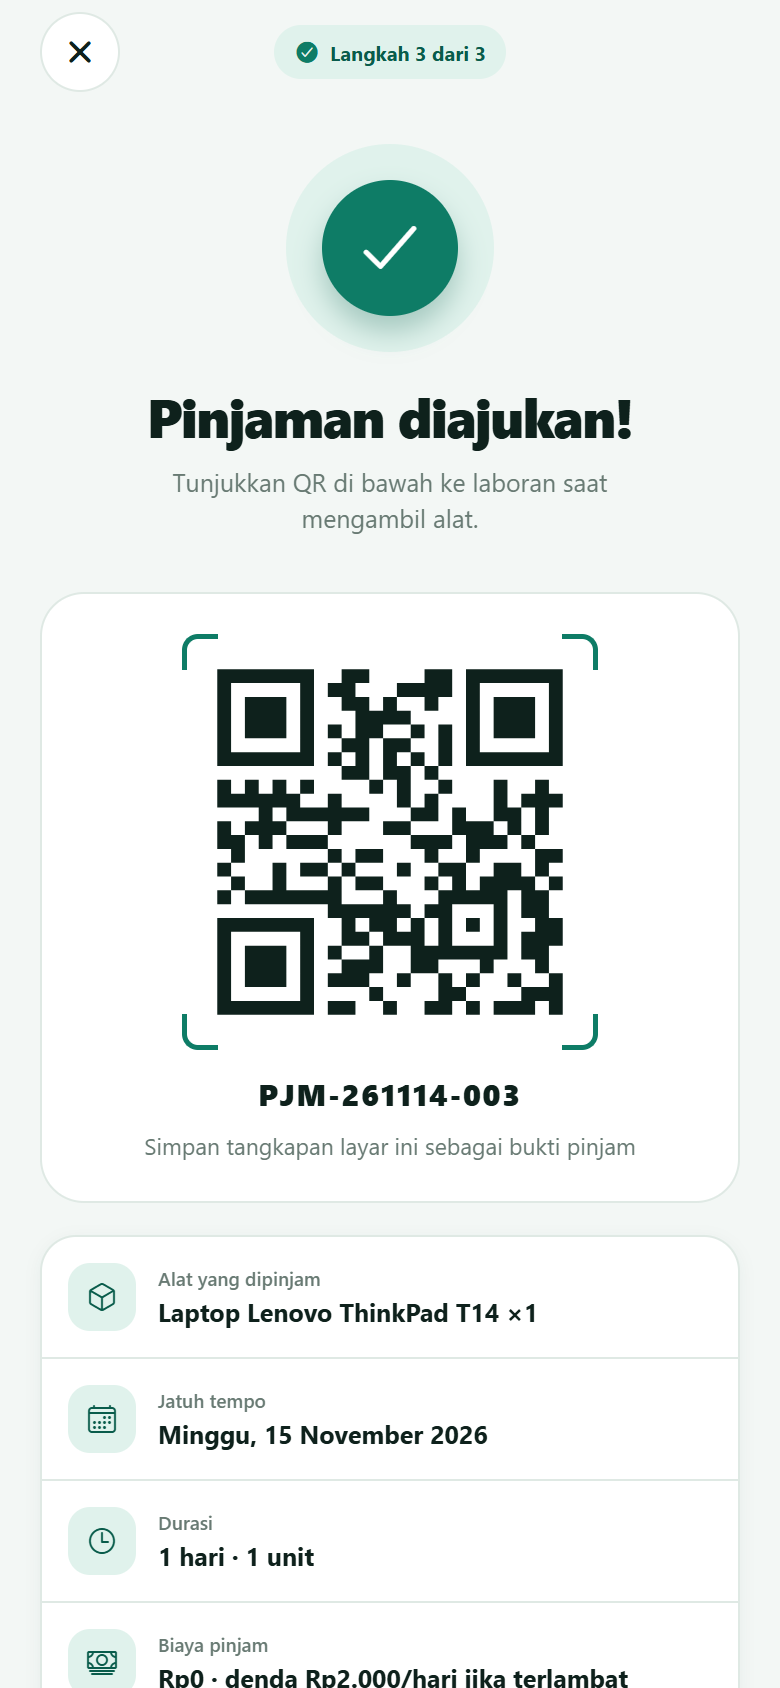 Langkah 3 dari 3
Pinjaman diajukan!
Tunjukkan QR di bawah ke laboran saat
mengambil alat.
PJM-261114-003
Simpan tangkapan layar ini sebagai bukti pinjam
Alat yang dipinjam
Laptop Lenovo ThinkPad T14 ×1
Jatuh tempo
Minggu, 15 November 2026
Durasi
1 hari · 1 unit
Biaya pinjam
Rp0 · denda Rp2.000/hari jika terlambat